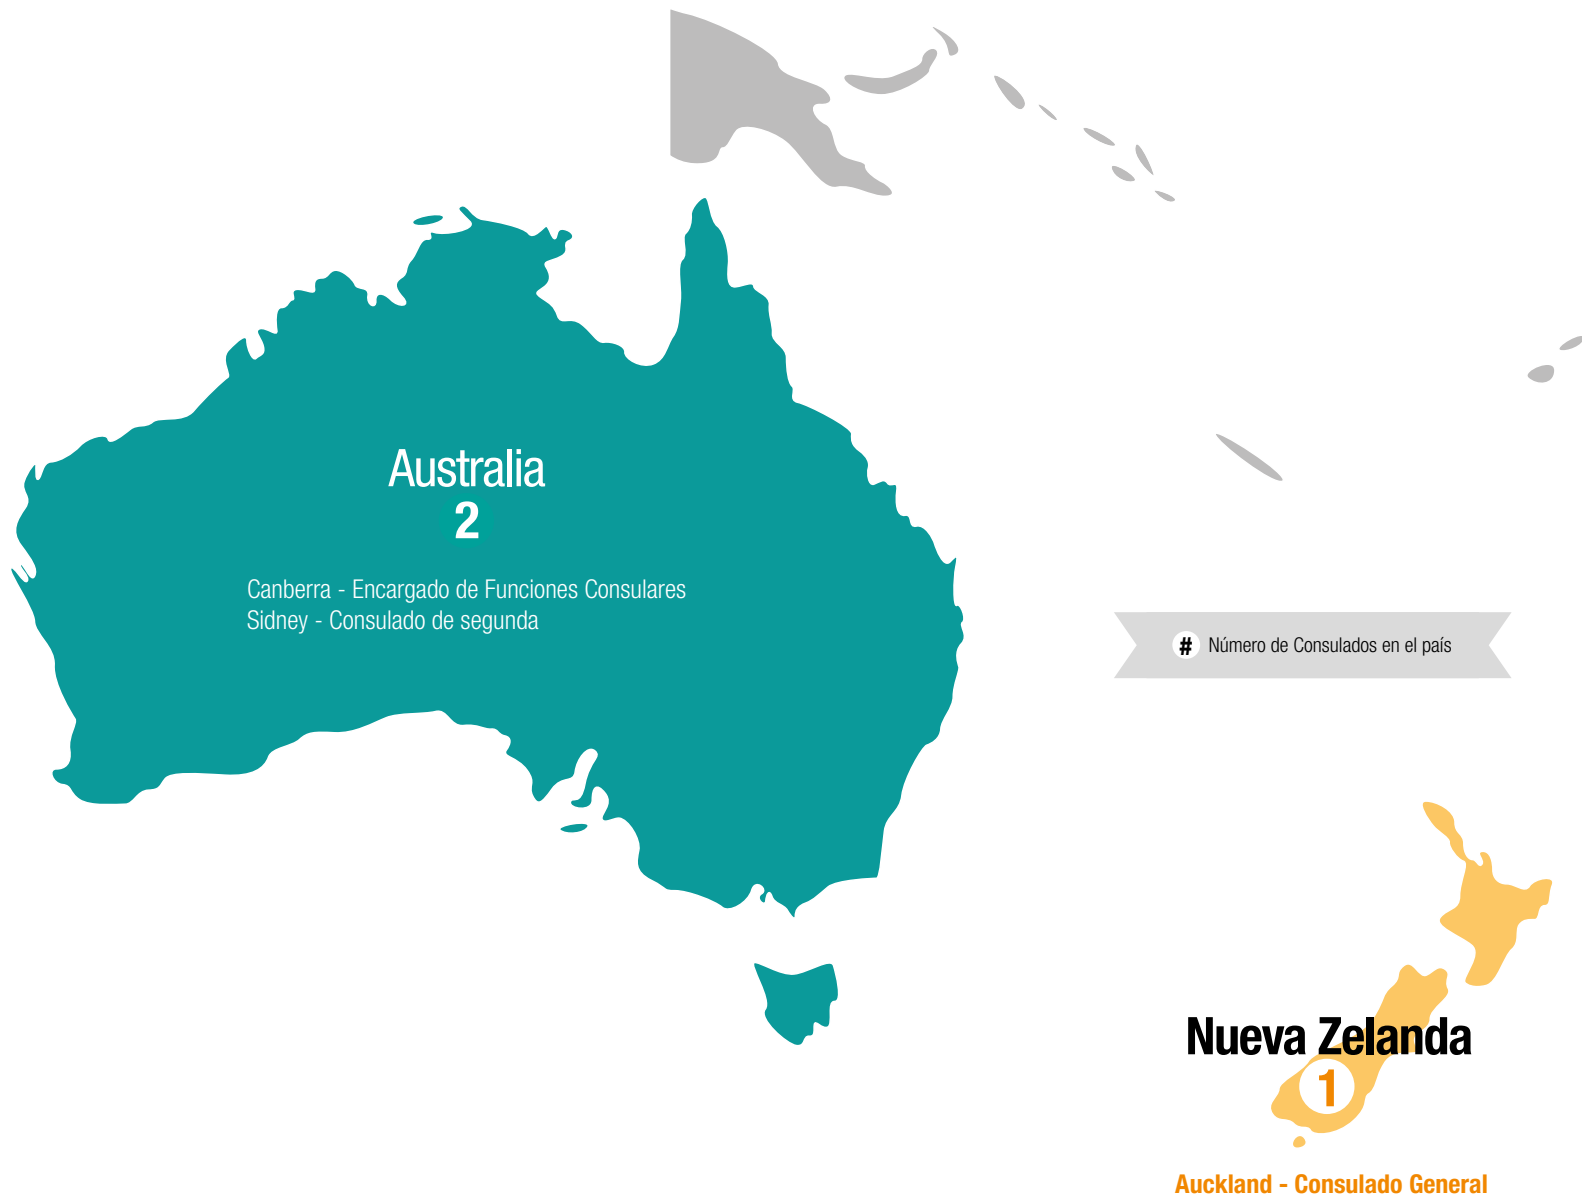 Australia
2
Canberra - Encargado de Funciones Consulares
Sidney - Consulado de segunda
# Número de Consulados en el país
Nueva Zelanda
1
Auckland - Consulado General